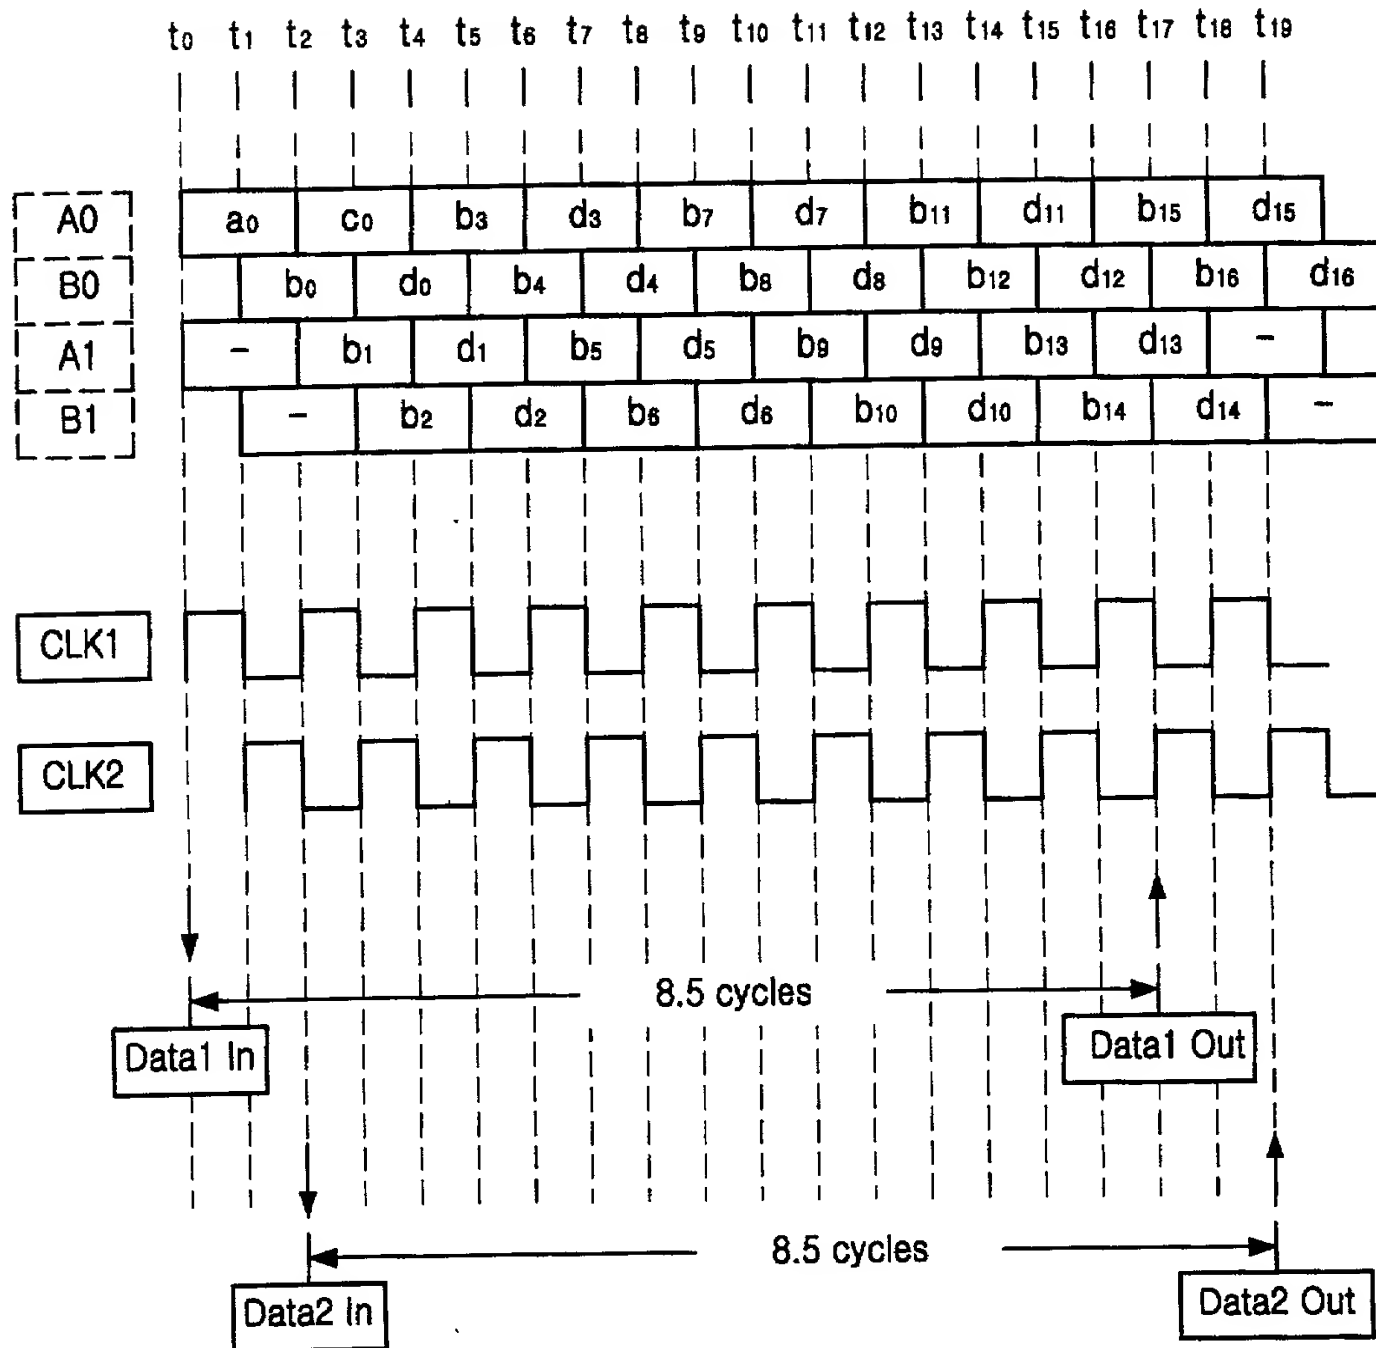 t0 t1 t2 t3 t4 t5 t6 t7 t8 t9 t10 t11 t12 t13 t14 t15 t16 t17 t18 t19
A0 a0 c0 b3 d3 b7 d7 b11 d11 b15 d15
B0 b0 d0 b4 d4 b8 d8 b12 d12 b16 d16
A1 – b1 d1 b5 d5 b9 d9 b13 d13 –
B1 – b2 d2 b6 d6 b10 d10 b14 d14 –
CLK1
CLK2
8.5 cycles
Data1 In Data1 Out
8.5 cycles
Data2 In Data2 Out